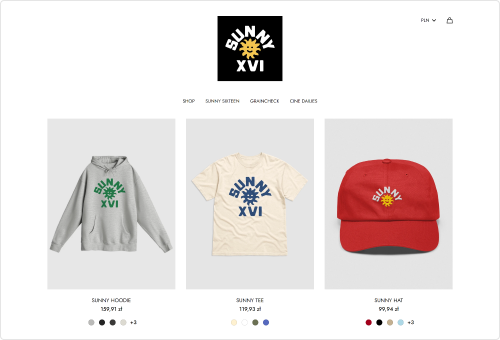 PLN
SUNNY
XVI
SHOP
SUNNY SIXTEEN
GRAINCHECK
ONE DAILIES
SUNNY
XVI
SUNNY
XVI
SUNNY
SUNNY HOODIE
SUNNY TEE
SUNNY HAT
159,91 zł
119,93 zł
99,94 zł
+3
+3